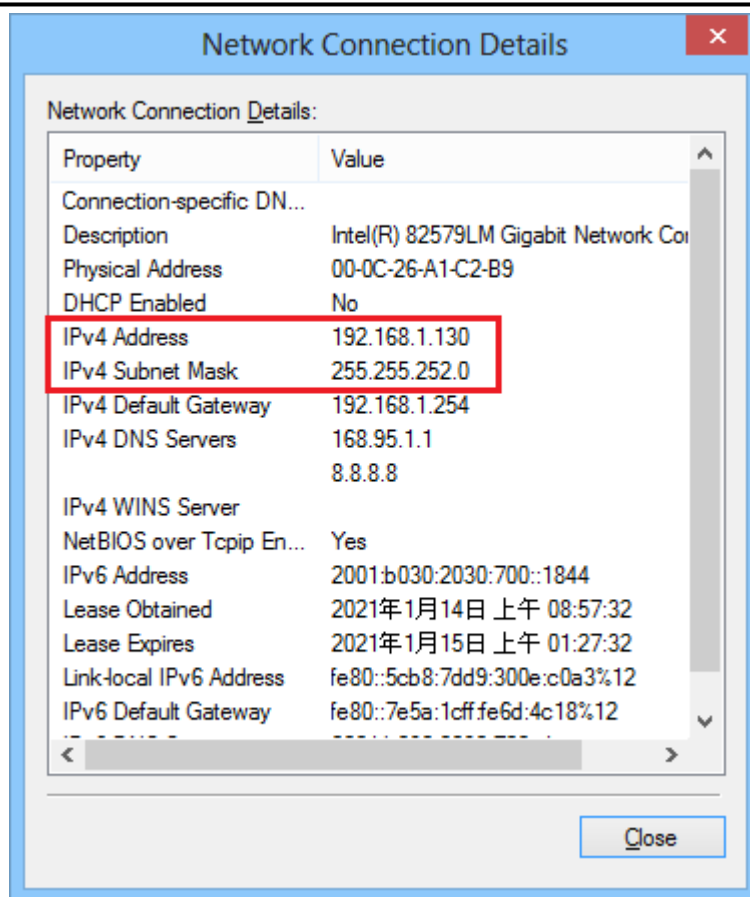 Network Connection Details
Network Connection Details:
Property Value
Connection-specific DN...
Description Intel(R) 82579LM Gigabit Network Co
Physical Address 00-0C-26-A1-C2-B9
DHCP Enabled No
IPv4 Address 192.168.1.130
IPv4 Subnet Mask 255.255.252.0
IPv4 Default Gateway 192.168.1.254
IPv4 DNS Servers 168.95.1.1
8.8.8.8
IPv4 WINS Server
NetBIOS over Tcpip En... Yes
IPv6 Address 2001:b030:2030:700::1844
Lease Obtained 2021年1月14日 上午 08:57:32
Lease Expires 2021年1月15日 上午 01:27:32
Link-local IPv6 Address fe80::5cb8:7dd9:300e:c0a3%12
IPv6 Default Gateway fe80::7e5a:1cff:fe6d:4c18%12
Close